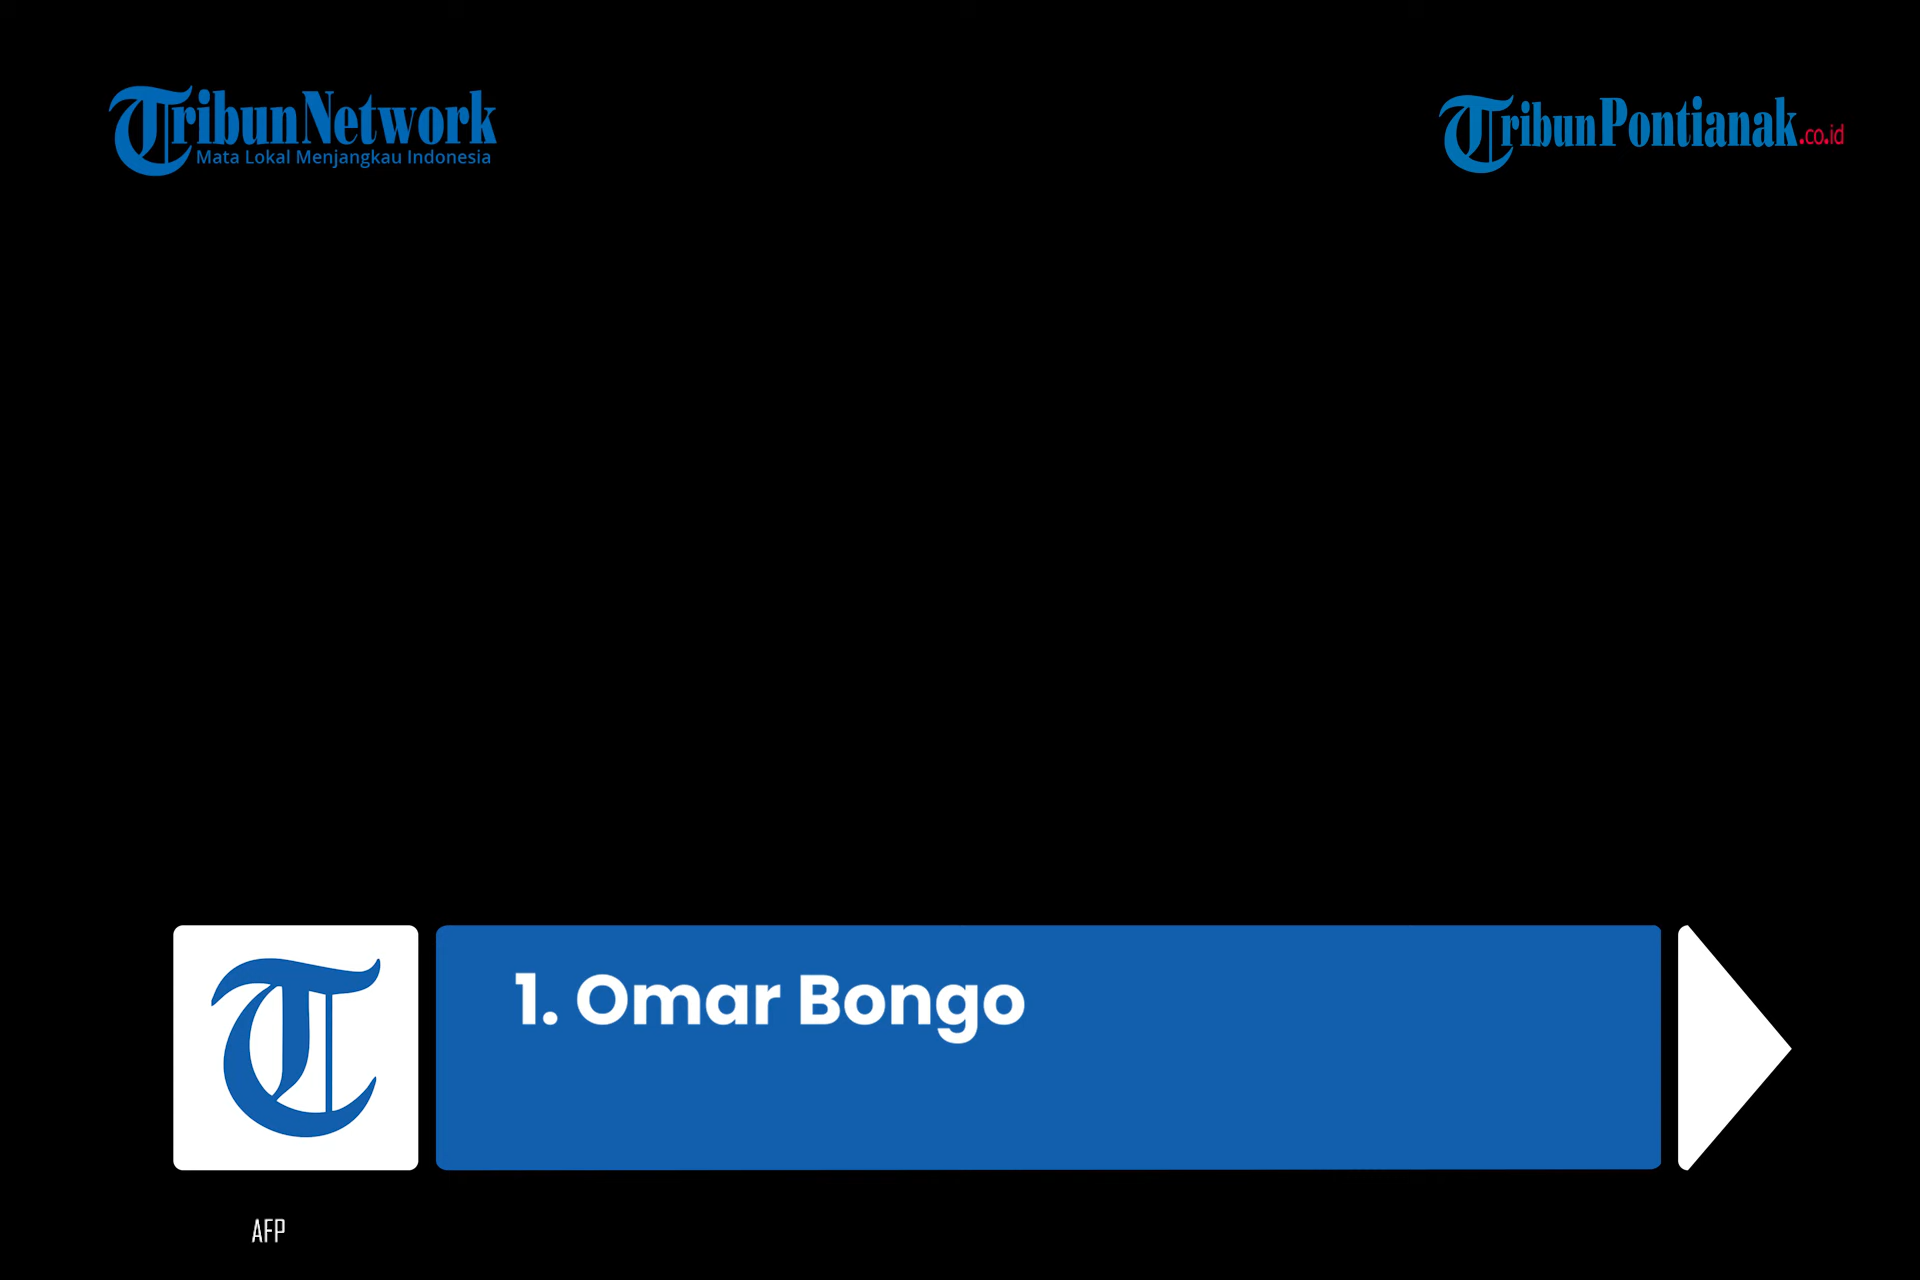 TribunNetwork
Mata Lokal Menjangkau Indonesia
TribunPontianak.co.id
T
1. Omar Bongo
AFP